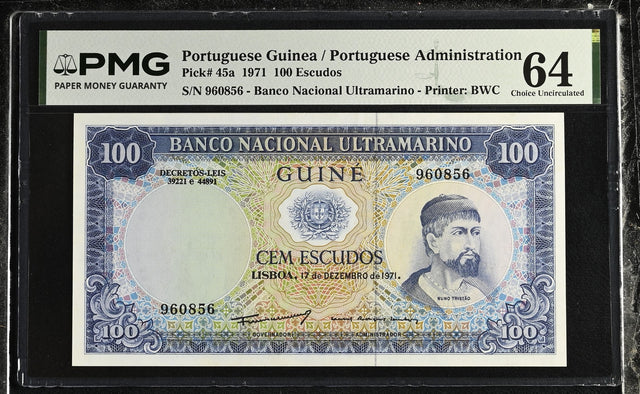 PMG
PAPER MONEY GUARANTY
Portuguese Guinea / Portuguese Administration
Pick# 45a 1971 100 Escudos
S/N 960856 - Banco Nacional Ultramarino - Printer: BWC
64
Choice Uncirculated
100 BANCO NACIONAL ULTRAMARINO 100
DECRETOS-LEIS
39221 e 44891
GUINÉ
960856
CEM ESCUDOS
LISBOA, 17 de DEZEMBRO de 1971.
NUNO TRISTÃO
960856
GOVERNADOR
ADMINISTRADOR
100
100